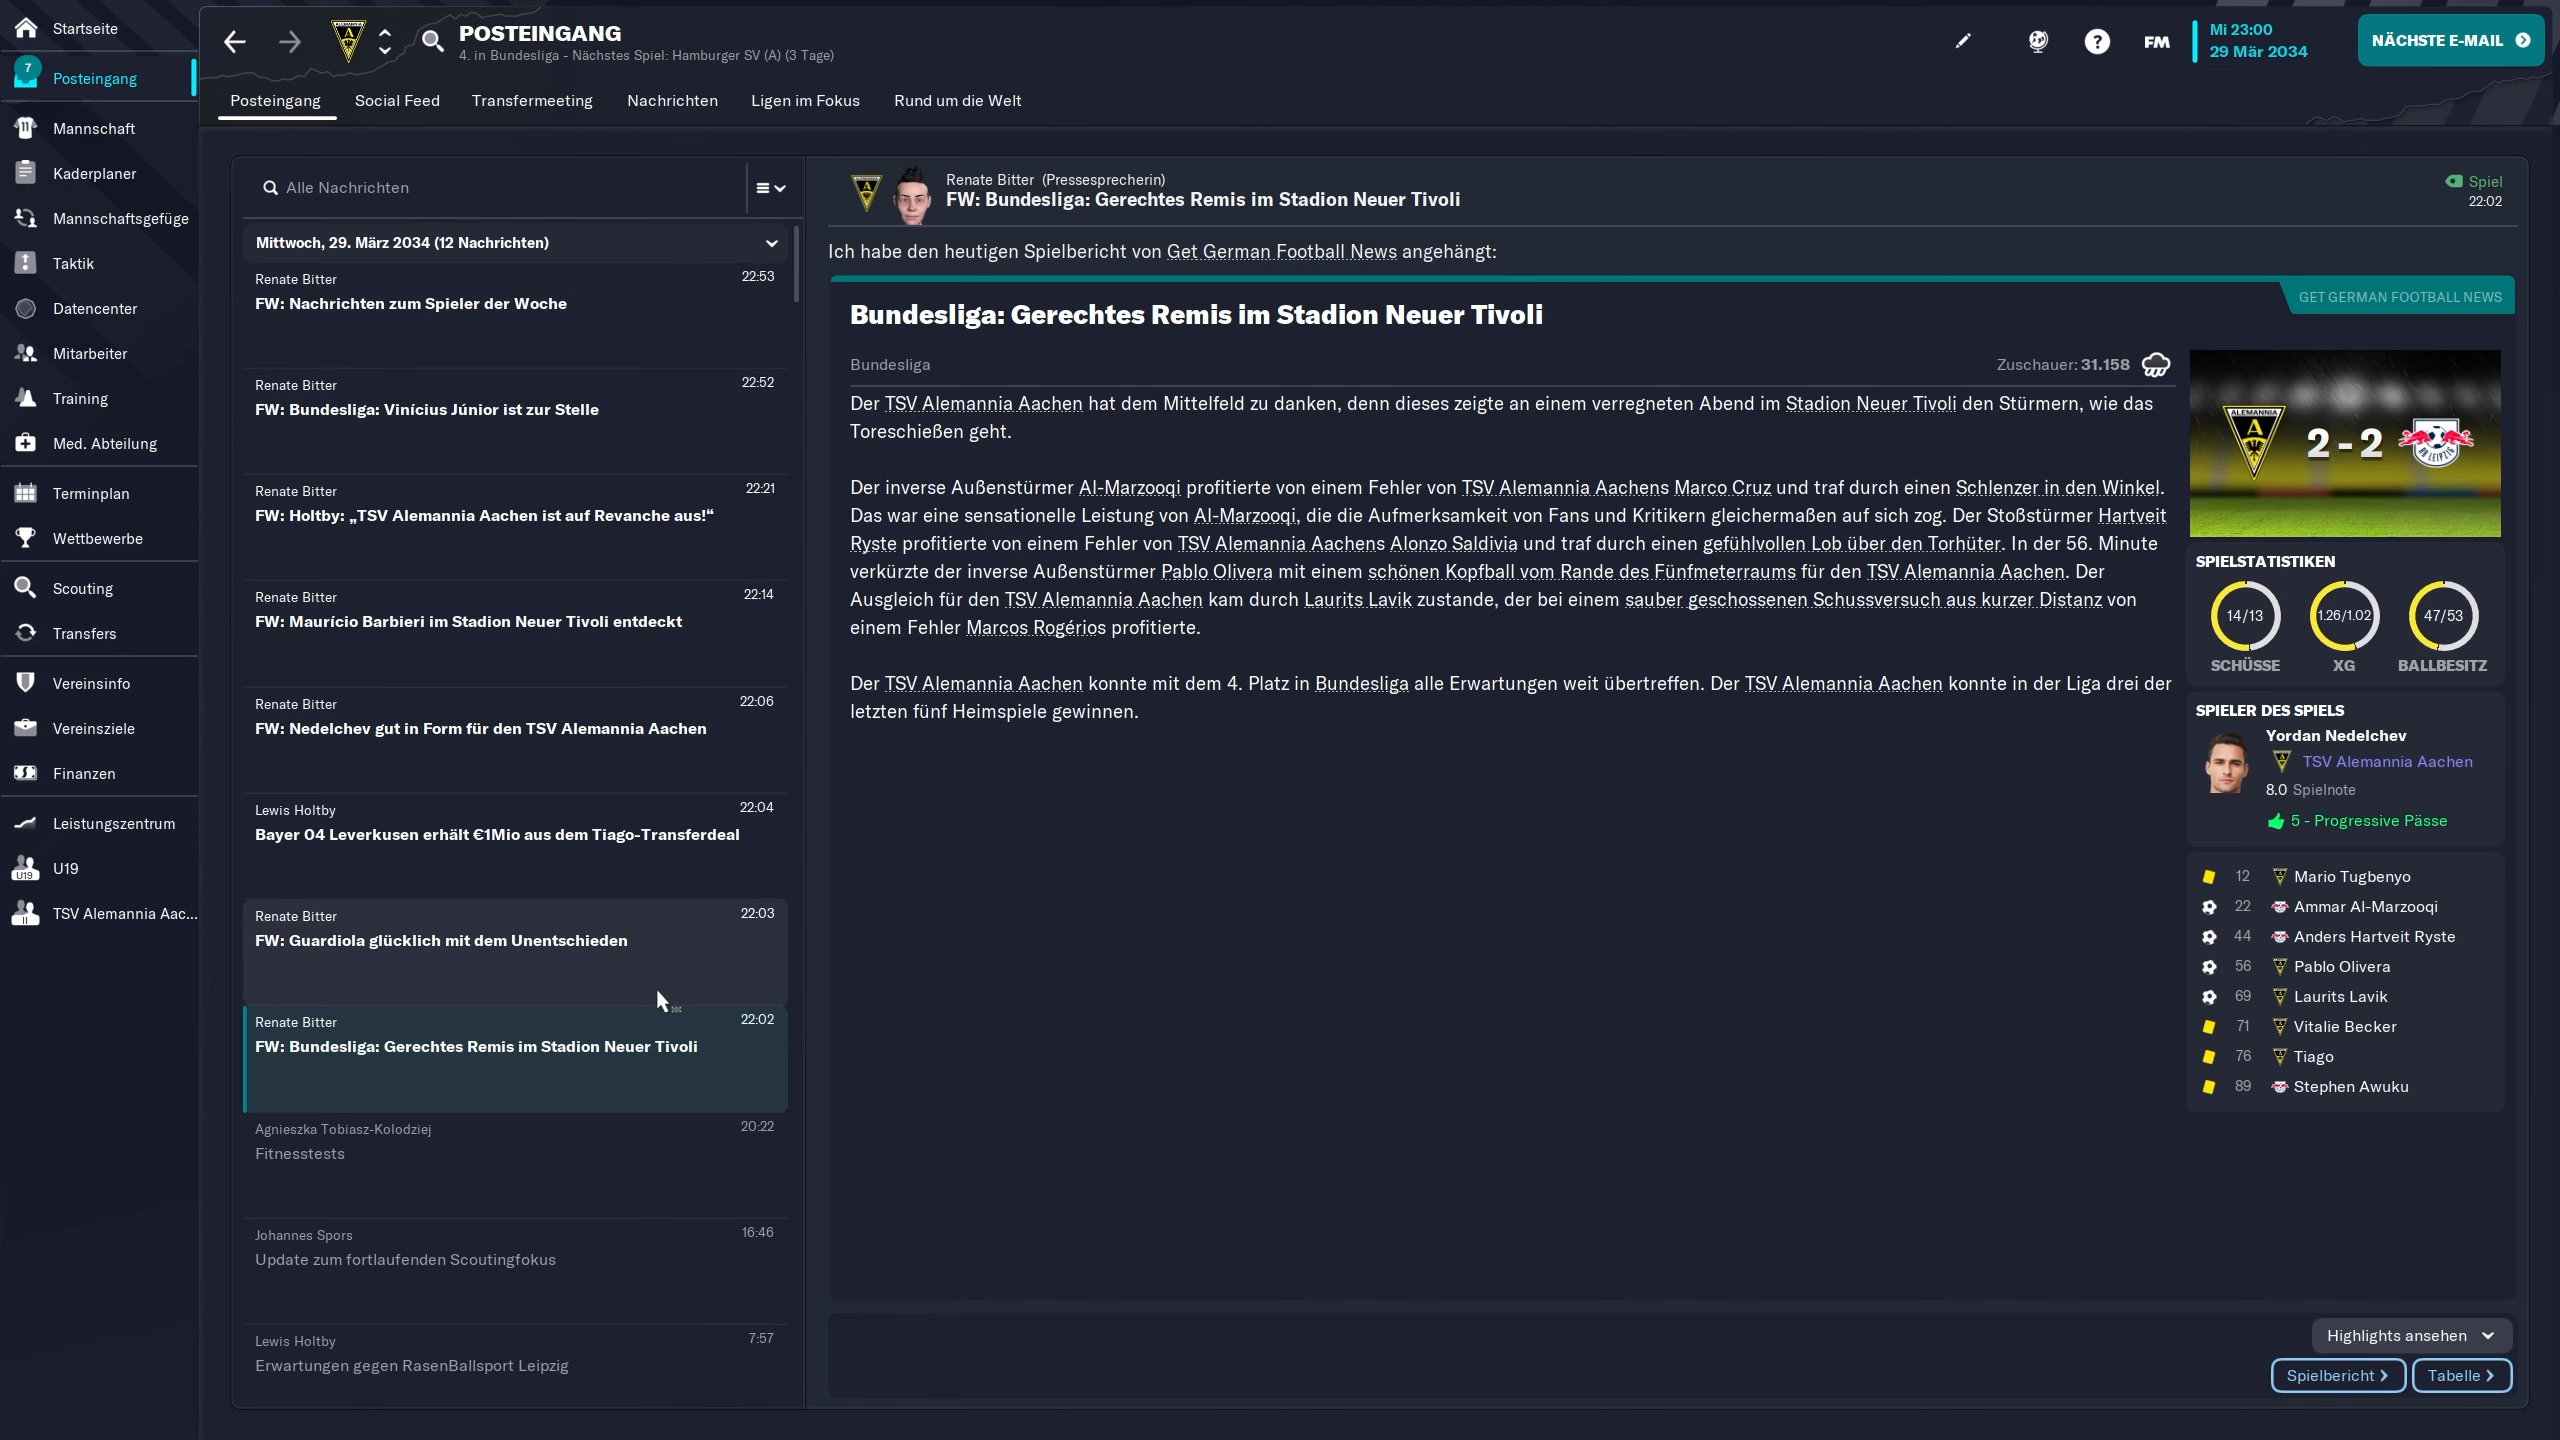 Startseite
7
Posteingang
Mannschaft
Kaderplaner
Mannschaftsgefüge
Taktik
Datencenter
Mitarbeiter
Training
Med. Abteilung
Terminplan
Wettbewerbe
Scouting
Transfers
Vereinsinfo
Vereinsziele
Finanzen
Leistungszentrum
U19
U19
II
TSV Alemannia Aac...
POSTEINGANG
4. in Bundesliga - Nächstes Spiel: Hamburger SV (A) (3 Tage)
FM
Mi 23:00
29 Mär 2034
NÄCHSTE E-MAIL
Posteingang
Social Feed
Transfermeeting
Nachrichten
Ligen im Fokus
Rund um die Welt
Alle Nachrichten
Mittwoch, 29. März 2034 (12 Nachrichten)
Renate Bitter 22:53
FW: Nachrichten zum Spieler der Woche
Renate Bitter 22:52
FW: Bundesliga: Vinícius Júnior ist zur Stelle
Renate Bitter 22:21
FW: Holtby: „TSV Alemannia Aachen ist auf Revanche aus!“
Renate Bitter 22:14
FW: Maurício Barbieri im Stadion Neuer Tivoli entdeckt
Renate Bitter 22:06
FW: Nedelchev gut in Form für den TSV Alemannia Aachen
Lewis Holtby 22:04
Bayer 04 Leverkusen erhält €1Mio aus dem Tiago-Transferdeal
Renate Bitter 22:03
FW: Guardiola glücklich mit dem Unentschieden
Renate Bitter 22:02
FW: Bundesliga: Gerechtes Remis im Stadion Neuer Tivoli
Agnieszka Tobiasz-Kolodziej 20:22
Fitnesstests
Johannes Spors 16:46
Update zum fortlaufenden Scoutingfokus
Lewis Holtby 7:57
Erwartungen gegen RasenBallsport Leipzig
Renate Bitter (Pressesprecherin)
FW: Bundesliga: Gerechtes Remis im Stadion Neuer Tivoli
Spiel
22:02
Ich habe den heutigen Spielbericht von Get German Football News angehängt:
GET GERMAN FOOTBALL NEWS
Bundesliga: Gerechtes Remis im Stadion Neuer Tivoli
Bundesliga
Zuschauer: 31.158
Der TSV Alemannia Aachen hat dem Mittelfeld zu danken, denn dieses zeigte an einem verregneten Abend im Stadion Neuer Tivoli den Stürmern, wie das
Toreschießen geht.
Der inverse Außenstürmer Al-Marzooqi profitierte von einem Fehler von TSV Alemannia Aachens Marco Cruz und traf durch einen Schlenzer in den Winkel.
Das war eine sensationelle Leistung von Al-Marzooqi, die die Aufmerksamkeit von Fans und Kritikern gleichermaßen auf sich zog. Der Stoßstürmer Hartveit
Ryste profitierte von einem Fehler von TSV Alemannia Aachens Alonzo Saldivia und traf durch einen gefühlvollen Lob über den Torhüter. In der 56. Minute
verkürzte der inverse Außenstürmer Pablo Olivera mit einem schönen Kopfball vom Rande des Fünfmeterraums für den TSV Alemannia Aachen. Der
Ausgleich für den TSV Alemannia Aachen kam durch Laurits Lavik zustande, der bei einem sauber geschossenen Schussversuch aus kurzer Distanz von
einem Fehler Marcos Rogérios profitierte.
Der TSV Alemannia Aachen konnte mit dem 4. Platz in Bundesliga alle Erwartungen weit übertreffen. Der TSV Alemannia Aachen konnte in der Liga drei der
letzten fünf Heimspiele gewinnen.
ALEMANNIA
A
2 - 2
RB LEIPZIG
SPIELSTATISTIKEN
14/13
1.26/1.02
47/53
SCHÜSSE
XG
BALLBESITZ
SPIELER DES SPIELS
Yordan Nedelchev
TSV Alemannia Aachen
8.0 Spielnote
5 - Progressive Pässe
12 Mario Tugbenyo
22 Ammar Al-Marzooqi
44 Anders Hartveit Ryste
56 Pablo Olivera
69 Laurits Lavik
71 Vitalie Becker
76 Tiago
89 Stephen Awuku
Highlights ansehen
Spielbericht
Tabelle